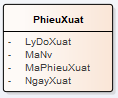 PhieuXuat
- LyDoXuat
- MaNv
- MaPhieuXuat
- NgayXuat